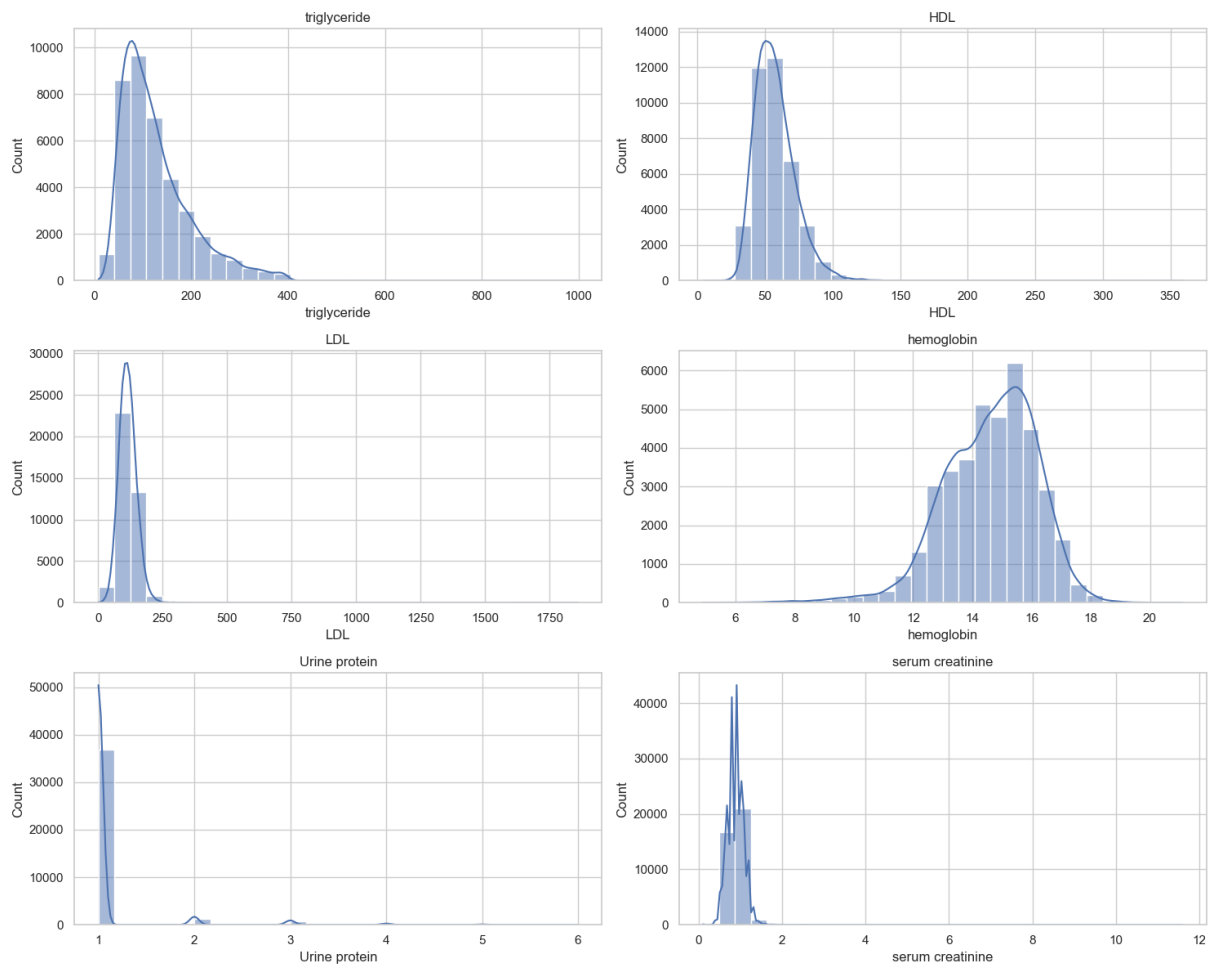 triglyceride
10000
8000
6000
4000
2000
0
Count
0 200 400 600 800 1000
triglyceride
HDL
14000
12000
10000
8000
6000
4000
2000
0
Count
0 50 100 150 200 250 300 350
HDL
LDL
30000
25000
20000
15000
10000
5000
0
Count
0 250 500 750 1000 1250 1500 1750
LDL
hemoglobin
6000
5000
4000
3000
2000
1000
0
Count
6 8 10 12 14 16 18 20
hemoglobin
Urine protein
50000
40000
30000
20000
10000
0
Count
1 2 3 4 5 6
Urine protein
serum creatinine
40000
30000
20000
10000
0
Count
0 2 4 6 8 10 12
serum creatinine